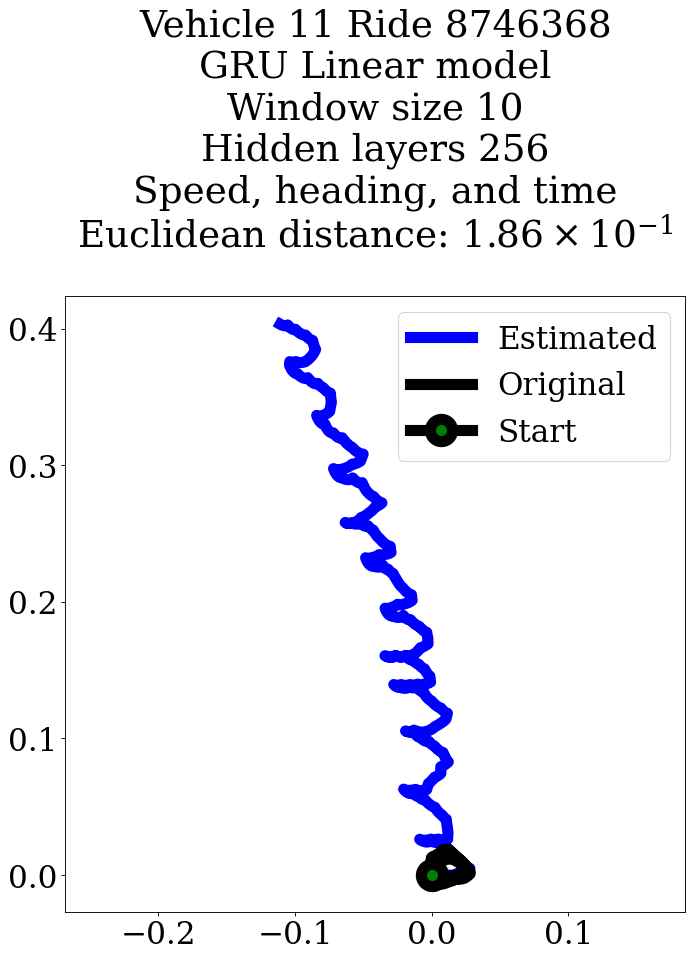 Vehicle 11 Ride 8746368
GRU Linear model
Window size 10
Hidden layers 256
Speed, heading, and time
Euclidean distance: 1.86 × 10⁻¹
Estimated
Original
Start
0.4
0.3
0.2
0.1
0.0
−0.2
−0.1
0.0
0.1